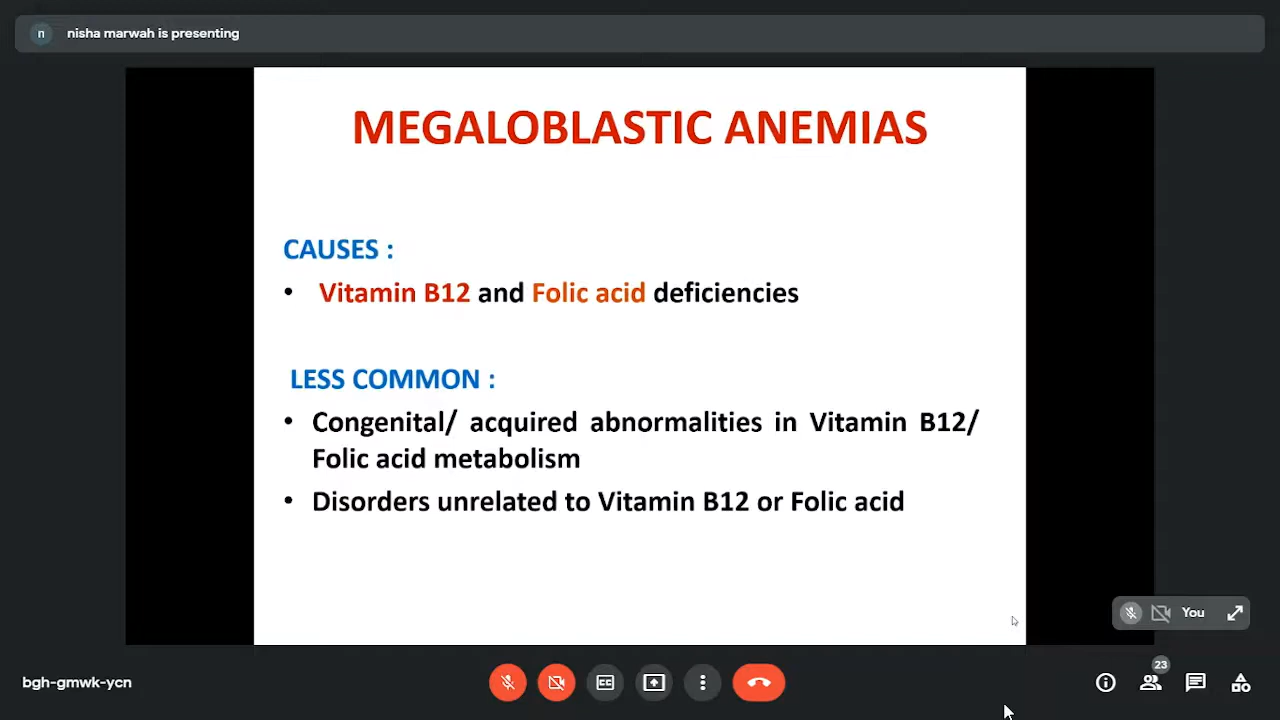 n nisha marwah is presenting
MEGALOBLASTIC ANEMIAS
CAUSES :
• Vitamin B12 and Folic acid deficiencies
LESS COMMON :
• Congenital/ acquired abnormalities in Vitamin B12/
Folic acid metabolism
• Disorders unrelated to Vitamin B12 or Folic acid
You
23
bgh-gmwk-ycn
CC